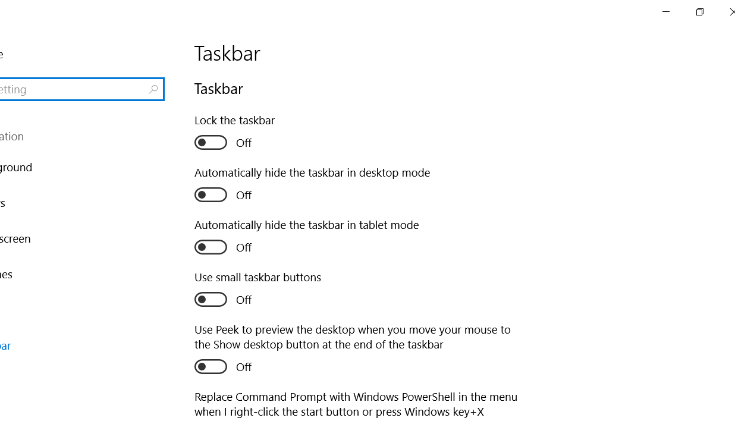 e
etting
ation
ground
rs
screen
nes
bar
Taskbar
Taskbar
Lock the taskbar
Off
Automatically hide the taskbar in desktop mode
Off
Automatically hide the taskbar in tablet mode
Off
Use small taskbar buttons
Off
Use Peek to preview the desktop when you move your mouse to
the Show desktop button at the end of the taskbar
Off
Replace Command Prompt with Windows PowerShell in the menu
when I right-click the start button or press Windows key+X